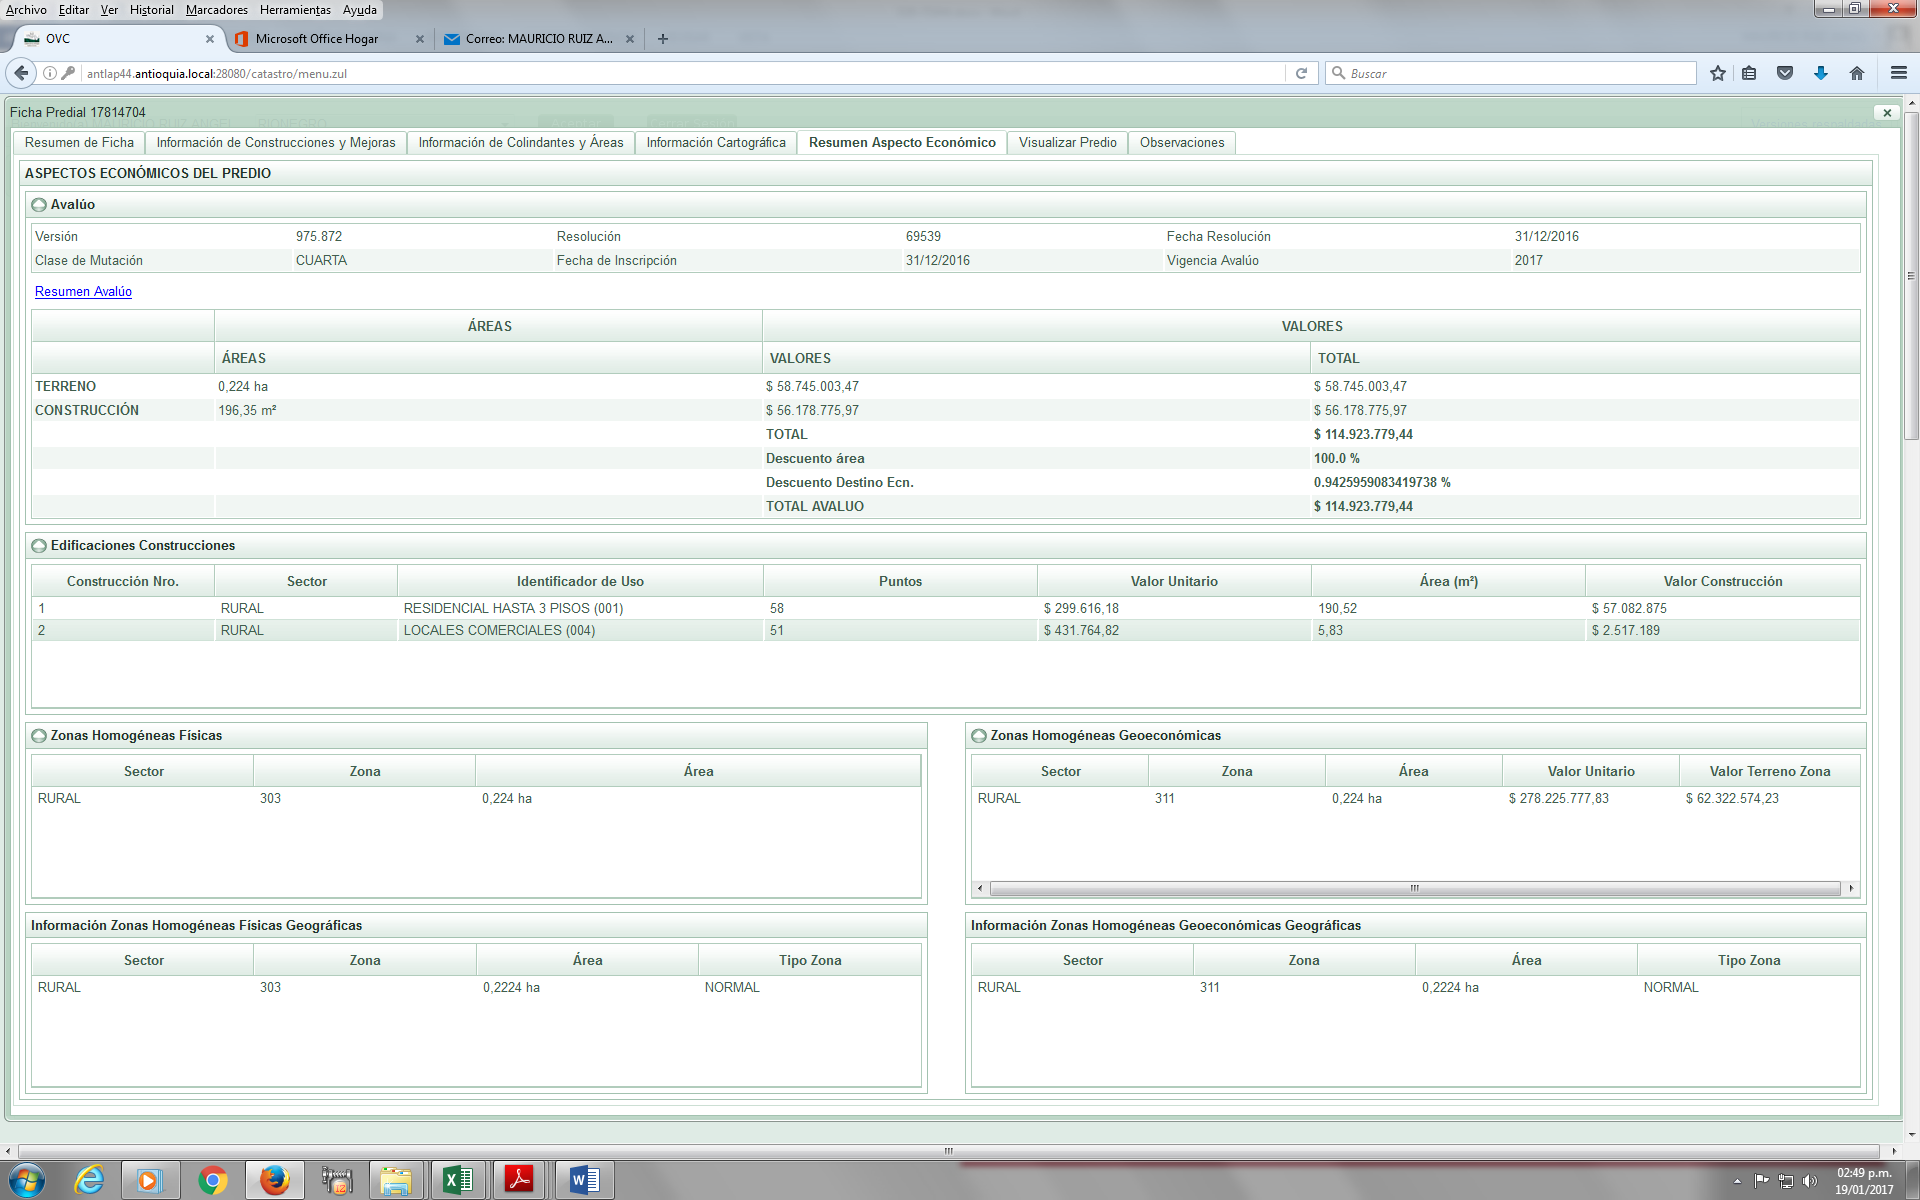 Archivo Editar Ver Historial Marcadores Herramientas Ayuda
OVC Microsoft Office Hogar Correo: MAURICIO RUIZ A...
antlap44.antioquia.local:28080/catastro/menu.zul Buscar
Ficha Predial 17814704
Resumen de Ficha Información de Construcciones y Mejoras Información de Colindantes y Áreas Información Cartográfica Resumen Aspecto Económico Visualizar Predio Observaciones
ASPECTOS ECONÓMICOS DEL PREDIO
Avalúo
Versión 975.872 Resolución 69539 Fecha Resolución 31/12/2016
Clase de Mutación CUARTA Fecha de Inscripción 31/12/2016 Vigencia Avalúo 2017
Resumen Avalúo
ÁREAS VALORES
ÁREAS VALORES TOTAL
TERRENO 0,224 ha $ 58.745.003,47 $ 58.745.003,47
CONSTRUCCIÓN 196,35 m² $ 56.178.775,97 $ 56.178.775,97
TOTAL $ 114.923.779,44
Descuento área 100.0 %
Descuento Destino Ecn. 0.9425959083419738 %
TOTAL AVALUO $ 114.923.779,44
Edificaciones Construcciones
Construcción Nro. Sector Identificador de Uso Puntos Valor Unitario Área (m²) Valor Construcción
1 RURAL RESIDENCIAL HASTA 3 PISOS (001) 58 $ 299.616,18 190,52 $ 57.082.875
2 RURAL LOCALES COMERCIALES (004) 51 $ 431.764,82 5,83 $ 2.517.189
Zonas Homogéneas Físicas Zonas Homogéneas Geoeconómicas
Sector Zona Área Sector Zona Área Valor Unitario Valor Terreno Zona
RURAL 303 0,224 ha RURAL 311 0,224 ha $ 278.225.777,83 $ 62.322.574,23
Información Zonas Homogéneas Físicas Geográficas Información Zonas Homogéneas Geoeconómicas Geográficas
Sector Zona Área Tipo Zona Sector Zona Área Tipo Zona
RURAL 303 0,2224 ha NORMAL RURAL 311 0,2224 ha NORMAL
02:49 p.m.
19/01/2017